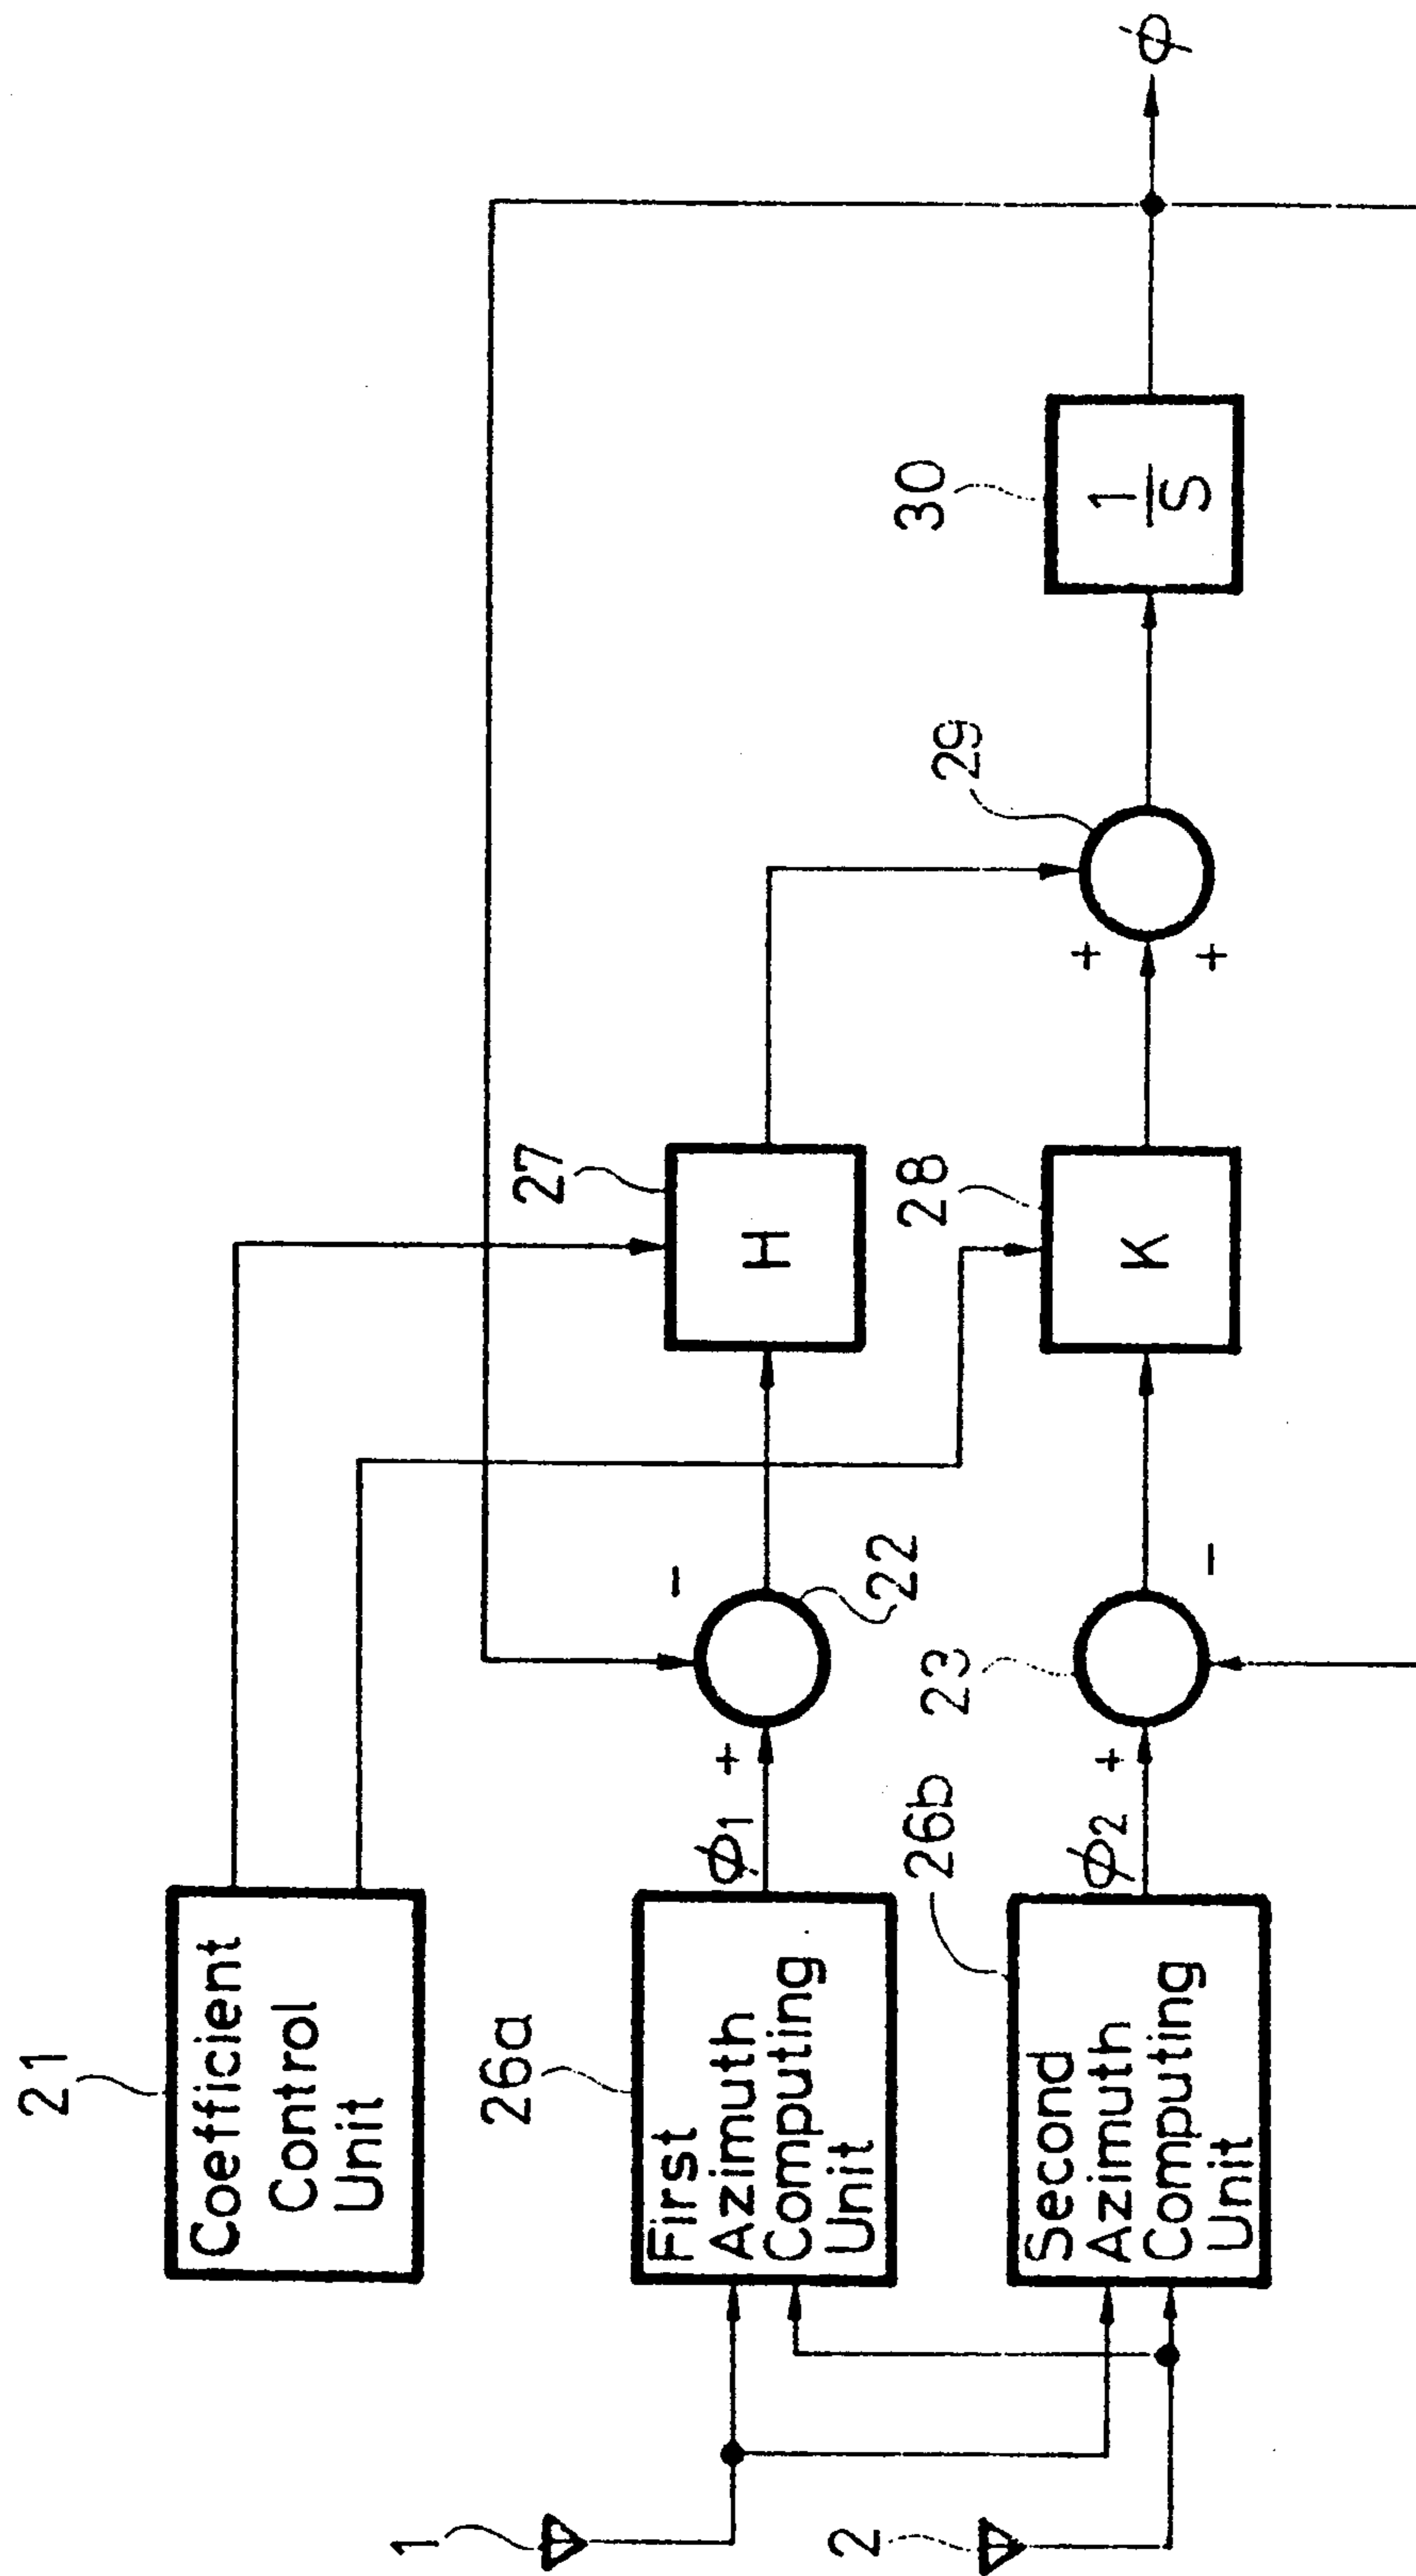 21
Coefficient
Control
Unit
1
26a
First
Azimuth
Computing
Unit
ϕ1
+
-
22
27
H
2
26b
Second
Azimuth
Computing
Unit
ϕ2
+
-
23
28
K
+
+
29
30
1
S
ϕ